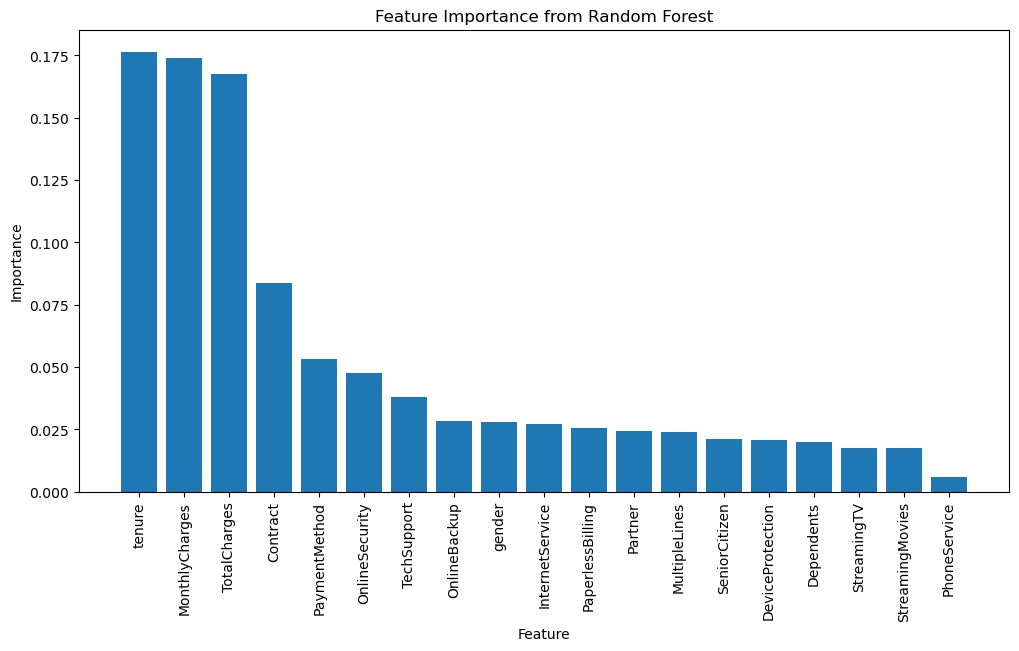 Feature Importance from Random Forest
Importance
0.175
0.150
0.125
0.100
0.075
0.050
0.025
0.000
tenure
MonthlyCharges
TotalCharges
Contract
PaymentMethod
OnlineSecurity
TechSupport
OnlineBackup
gender
InternetService
PaperlessBilling
Partner
MultipleLines
SeniorCitizen
DeviceProtection
Dependents
StreamingTV
StreamingMovies
PhoneService
Feature